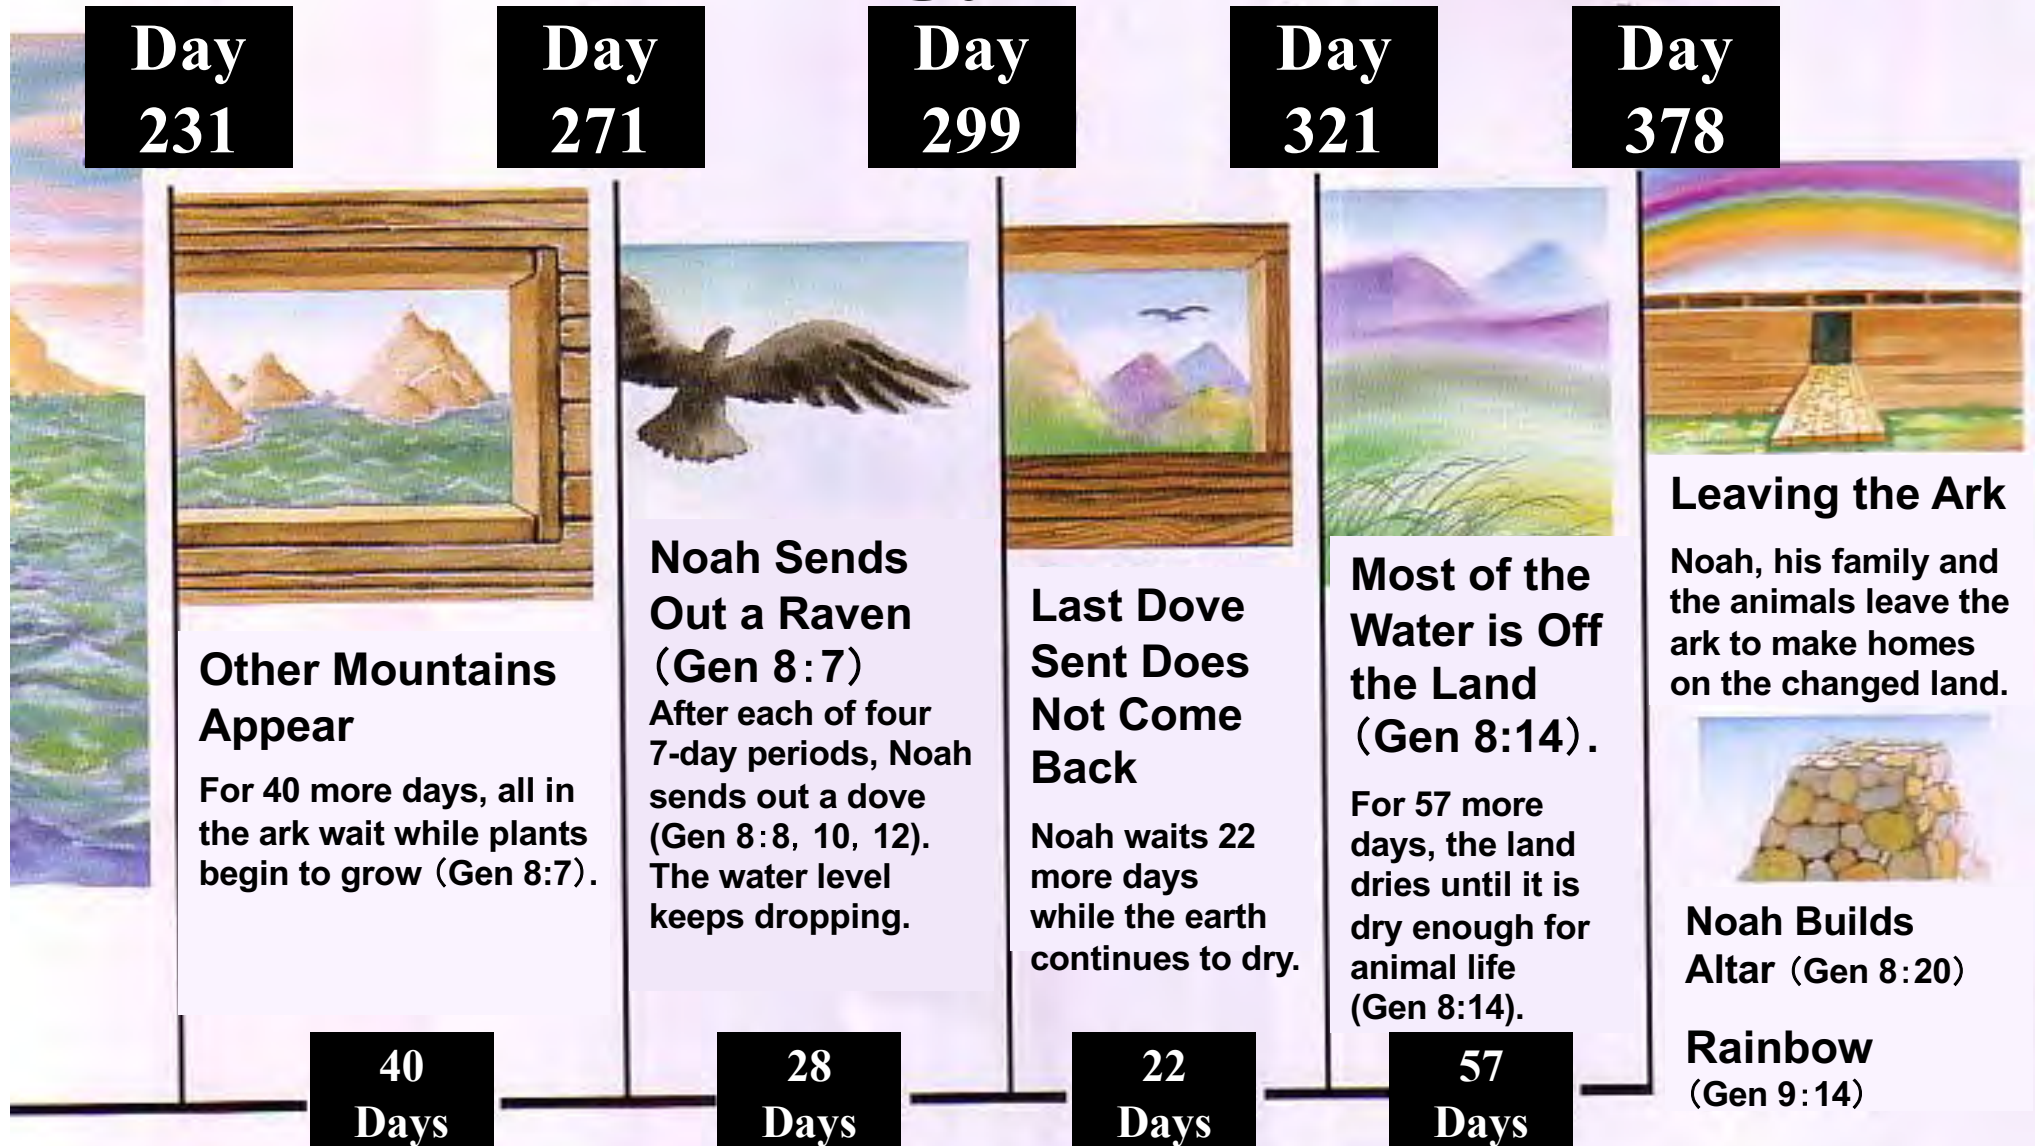 Day
231
Day
271
Day
299
Day
321
Day
378
Other Mountains
Appear
For 40 more days, all in
the ark wait while plants
begin to grow（Gen 8:7）.
Noah Sends
Out a Raven
（Gen 8：7）
After each of four
7-day periods, Noah
sends out a dove
(Gen 8：8，10，12).
The water level
keeps dropping.
Last Dove
Sent Does
Not Come
Back
Noah waits 22
more days
while the earth
continues to dry.
Most of the
Water is Off
the Land
（Gen 8:14）.
For 57 more
days, the land
dries until it is
dry enough for
animal life
(Gen 8:14).
Leaving the Ark
Noah, his family and
the animals leave the
ark to make homes
on the changed land.
Noah Builds
Altar（Gen 8：20）
Rainbow
（Gen 9：14）
40
Days
28
Days
22
Days
57
Days